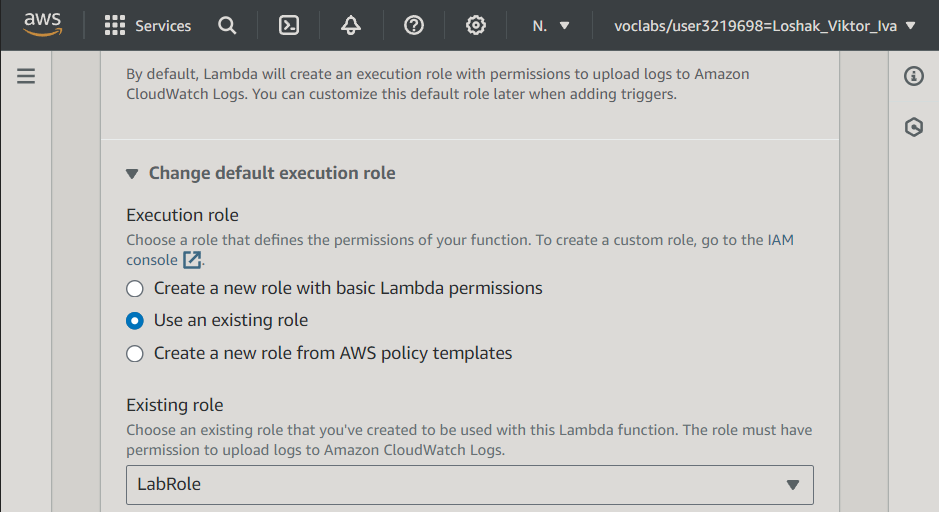 aws Services N. voclabs/user3219698=Loshak_Viktor_Iva
By default, Lambda will create an execution role with permissions to upload logs to Amazon
CloudWatch Logs. You can customize this default role later when adding triggers.
Change default execution role
Execution role
Choose a role that defines the permissions of your function. To create a custom role, go to the IAM
console.
Create a new role with basic Lambda permissions
Use an existing role
Create a new role from AWS policy templates
Existing role
Choose an existing role that you've created to be used with this Lambda function. The role must have
permission to upload logs to Amazon CloudWatch Logs.
LabRole